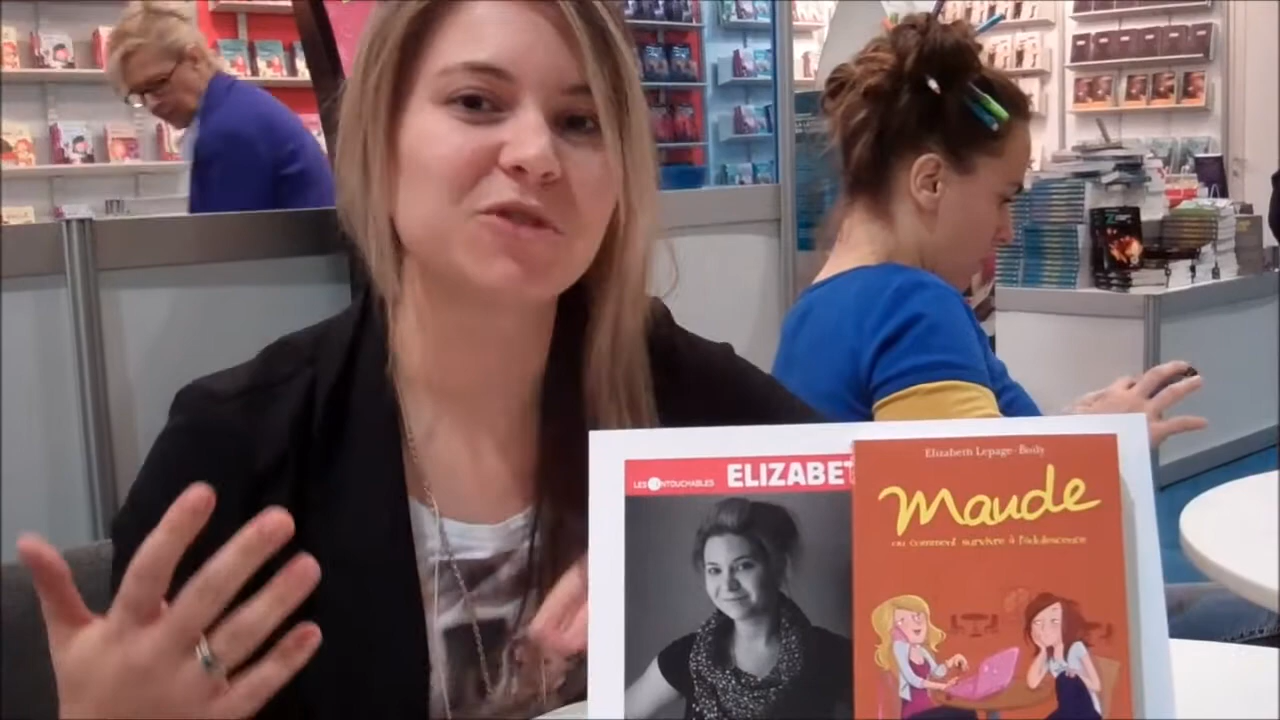 LES INTOUCHABLES
ELIZABET
Elizabeth Lepage-Boily
Maude
ou comment survivre à l'adolescence